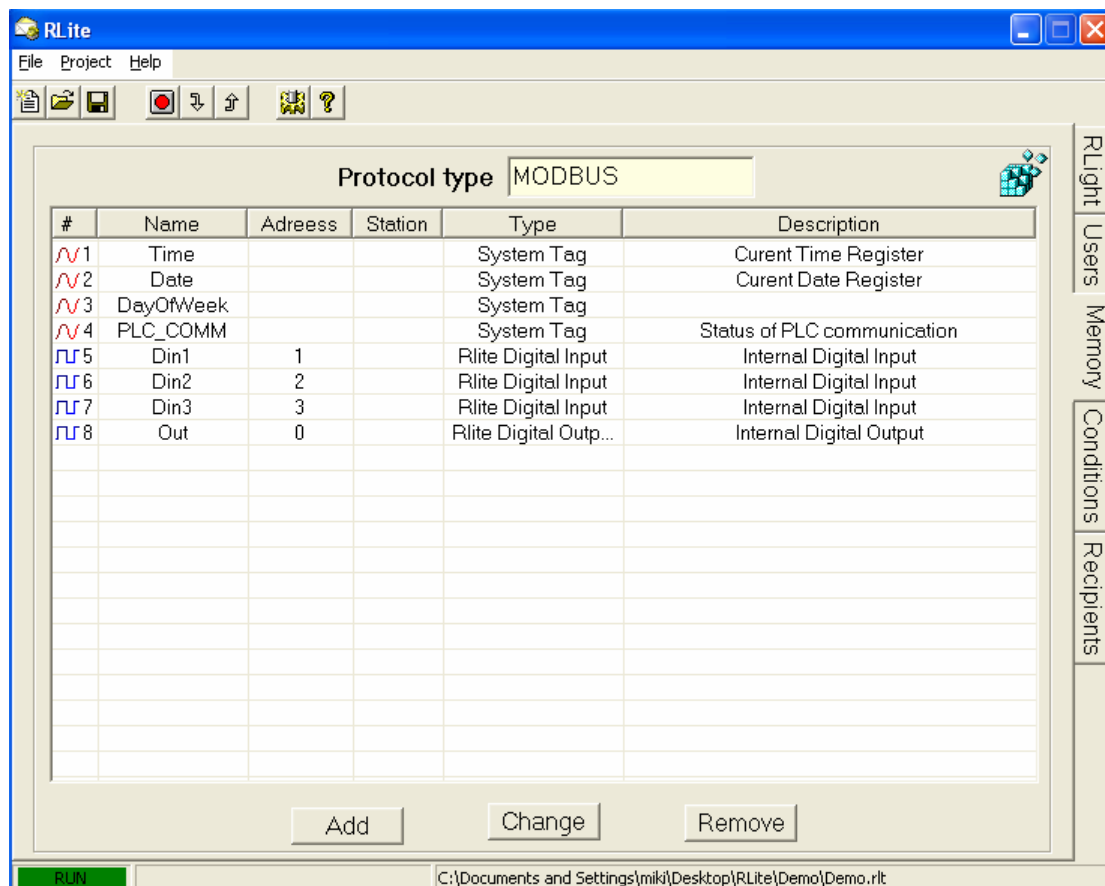 RLite
File Project Help
Protocol type MODBUS
# Name Adreess Station Type Description
1 Time System Tag Curent Time Register
2 Date System Tag Curent Date Register
3 DayOfWeek System Tag
4 PLC_COMM System Tag Status of PLC communication
5 Din1 1 Rlite Digital Input Internal Digital Input
6 Din2 2 Rlite Digital Input Internal Digital Input
7 Din3 3 Rlite Digital Input Internal Digital Input
8 Out 0 Rlite Digital Outp... Internal Digital Output
Add Change Remove
RLight
Users
Memory
Conditions
Recipients
RUN C:\Documents and Settings\miki\Desktop\RLite\Demo\Demo.rlt